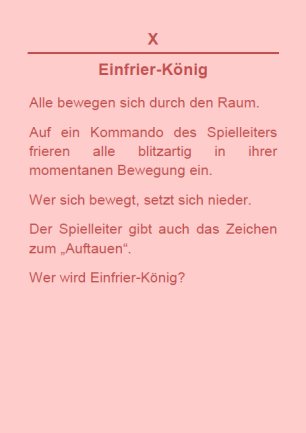 X
Einfrier-König
Alle bewegen sich durch den Raum.
Auf ein Kommando des Spielleiters
frieren alle blitzartig in ihrer
momentanen Bewegung ein.
Wer sich bewegt, setzt sich nieder.
Der Spielleiter gibt auch das Zeichen
zum „Auftauen“.
Wer wird Einfrier-König?